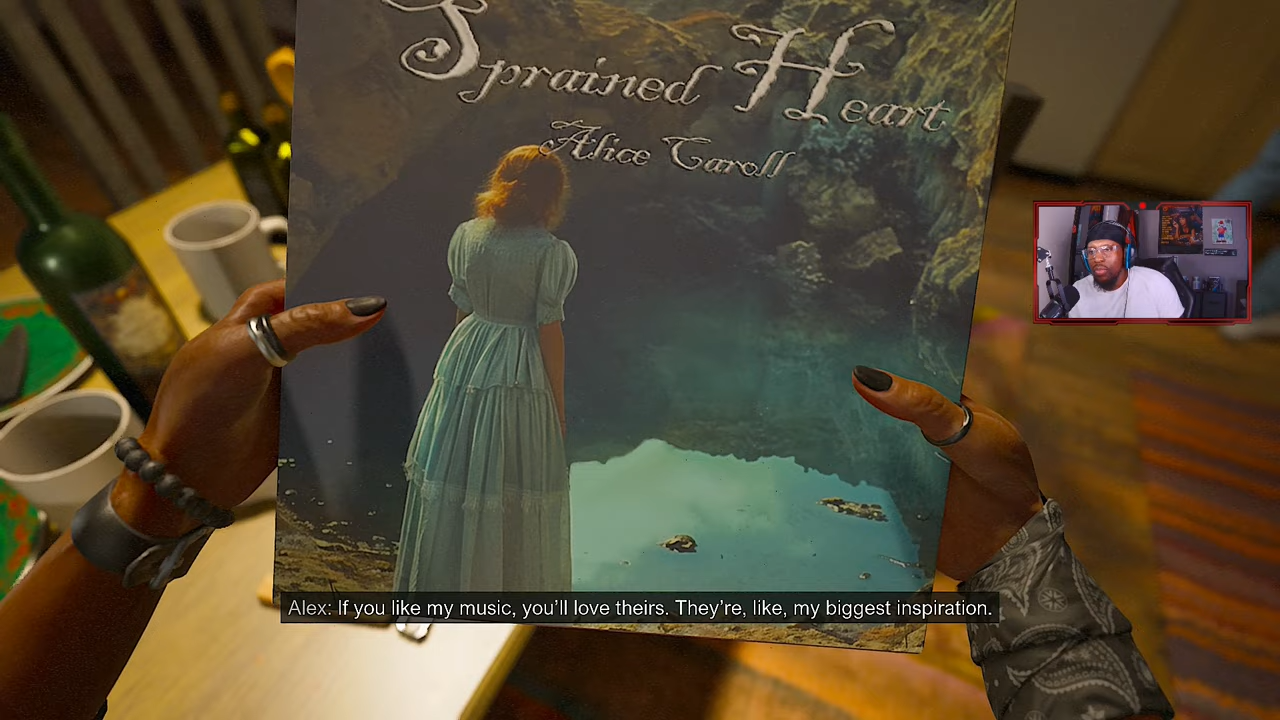 Sprained Heart
Alice Caroll
Alex: If you like my music, you'll love theirs. They're, like, my biggest inspiration.